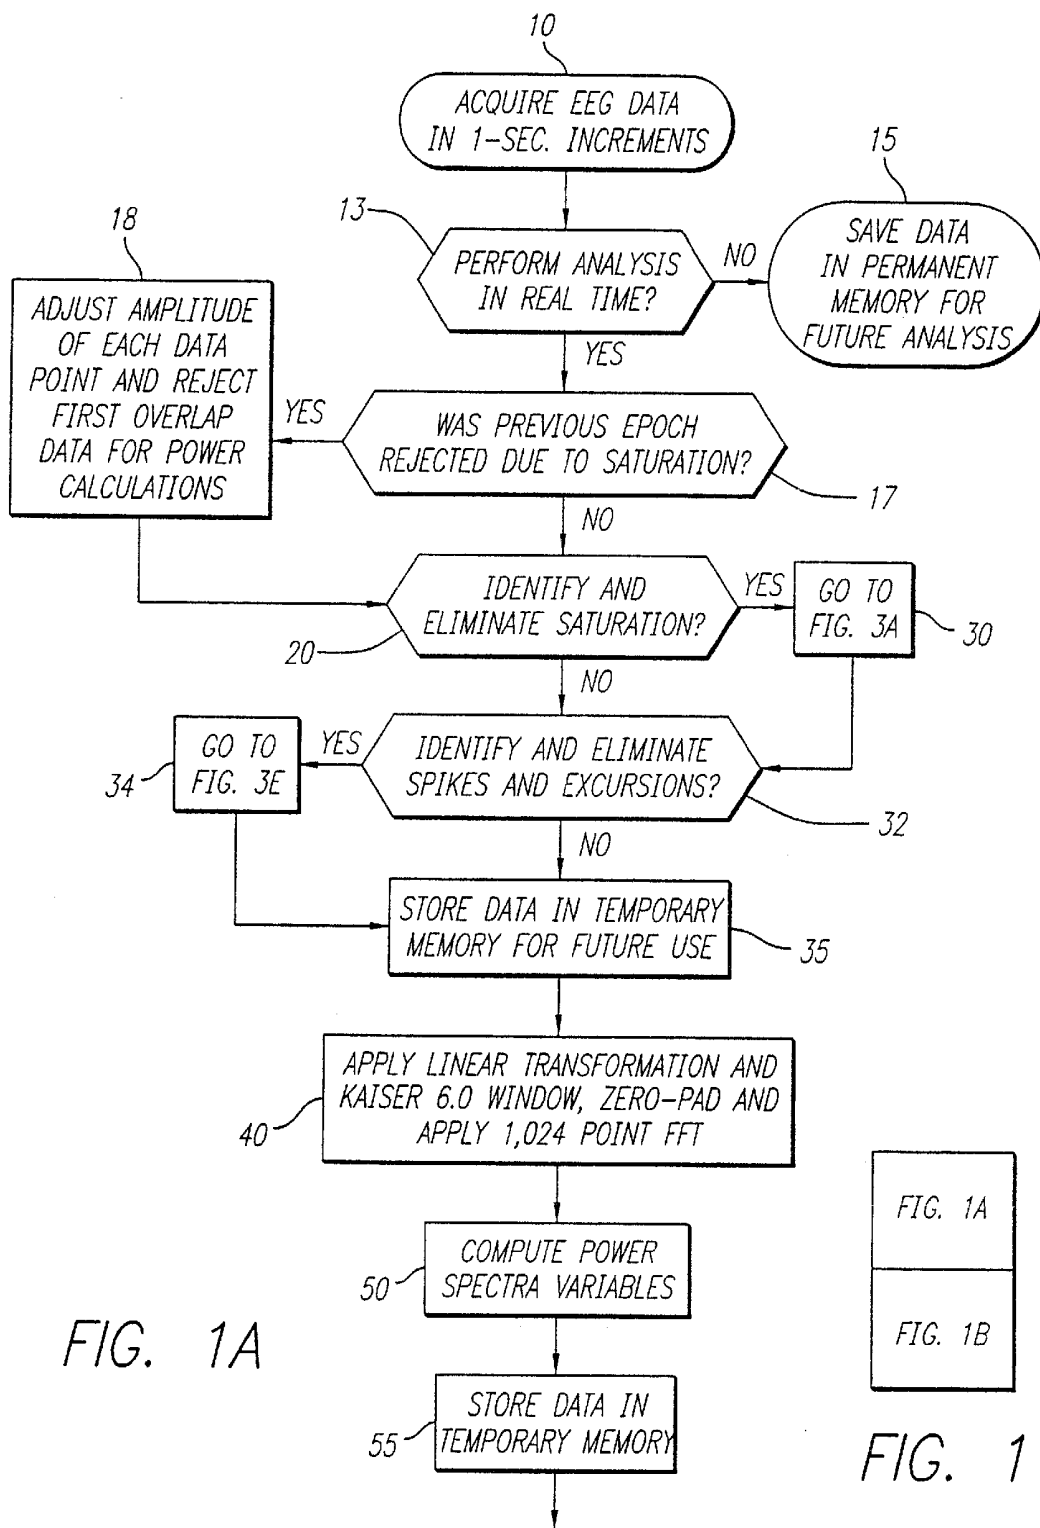 10
ACQUIRE EEG DATA
IN 1-SEC. INCREMENTS
13
PERFORM ANALYSIS
IN REAL TIME?
NO
15
SAVE DATA
IN PERMANENT
MEMORY FOR
FUTURE ANALYSIS
YES
18
ADJUST AMPLITUDE
OF EACH DATA
POINT AND REJECT
FIRST OVERLAP
DATA FOR POWER
CALCULATIONS
YES
WAS PREVIOUS EPOCH
REJECTED DUE TO SATURATION?
17
NO
IDENTIFY AND
ELIMINATE SATURATION?
20
YES
GO TO
FIG. 3A
30
NO
34
GO TO
FIG. 3E
YES
IDENTIFY AND ELIMINATE
SPIKES AND EXCURSIONS?
32
NO
STORE DATA IN TEMPORARY
MEMORY FOR FUTURE USE
35
APPLY LINEAR TRANSFORMATION AND
KAISER 6.0 WINDOW, ZERO-PAD AND
APPLY 1,024 POINT FFT
40
COMPUTE POWER
SPECTRA VARIABLES
50
STORE DATA IN
TEMPORARY MEMORY
55
FIG. 1A
FIG. 1A
FIG. 1B
FIG. 1